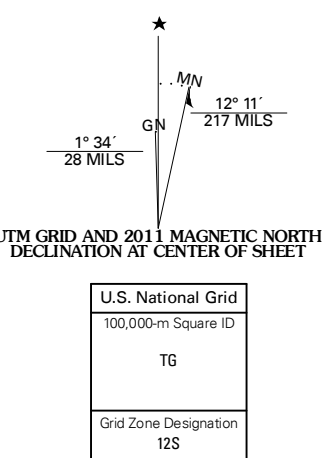 ★
MN
GN
12° 11´
217 MILS
1° 34´
28 MILS
UTM GRID AND 2011 MAGNETIC NORTH
DECLINATION AT CENTER OF SHEET
U.S. National Grid
100,000-m Square ID
TG
Grid Zone Designation
12S